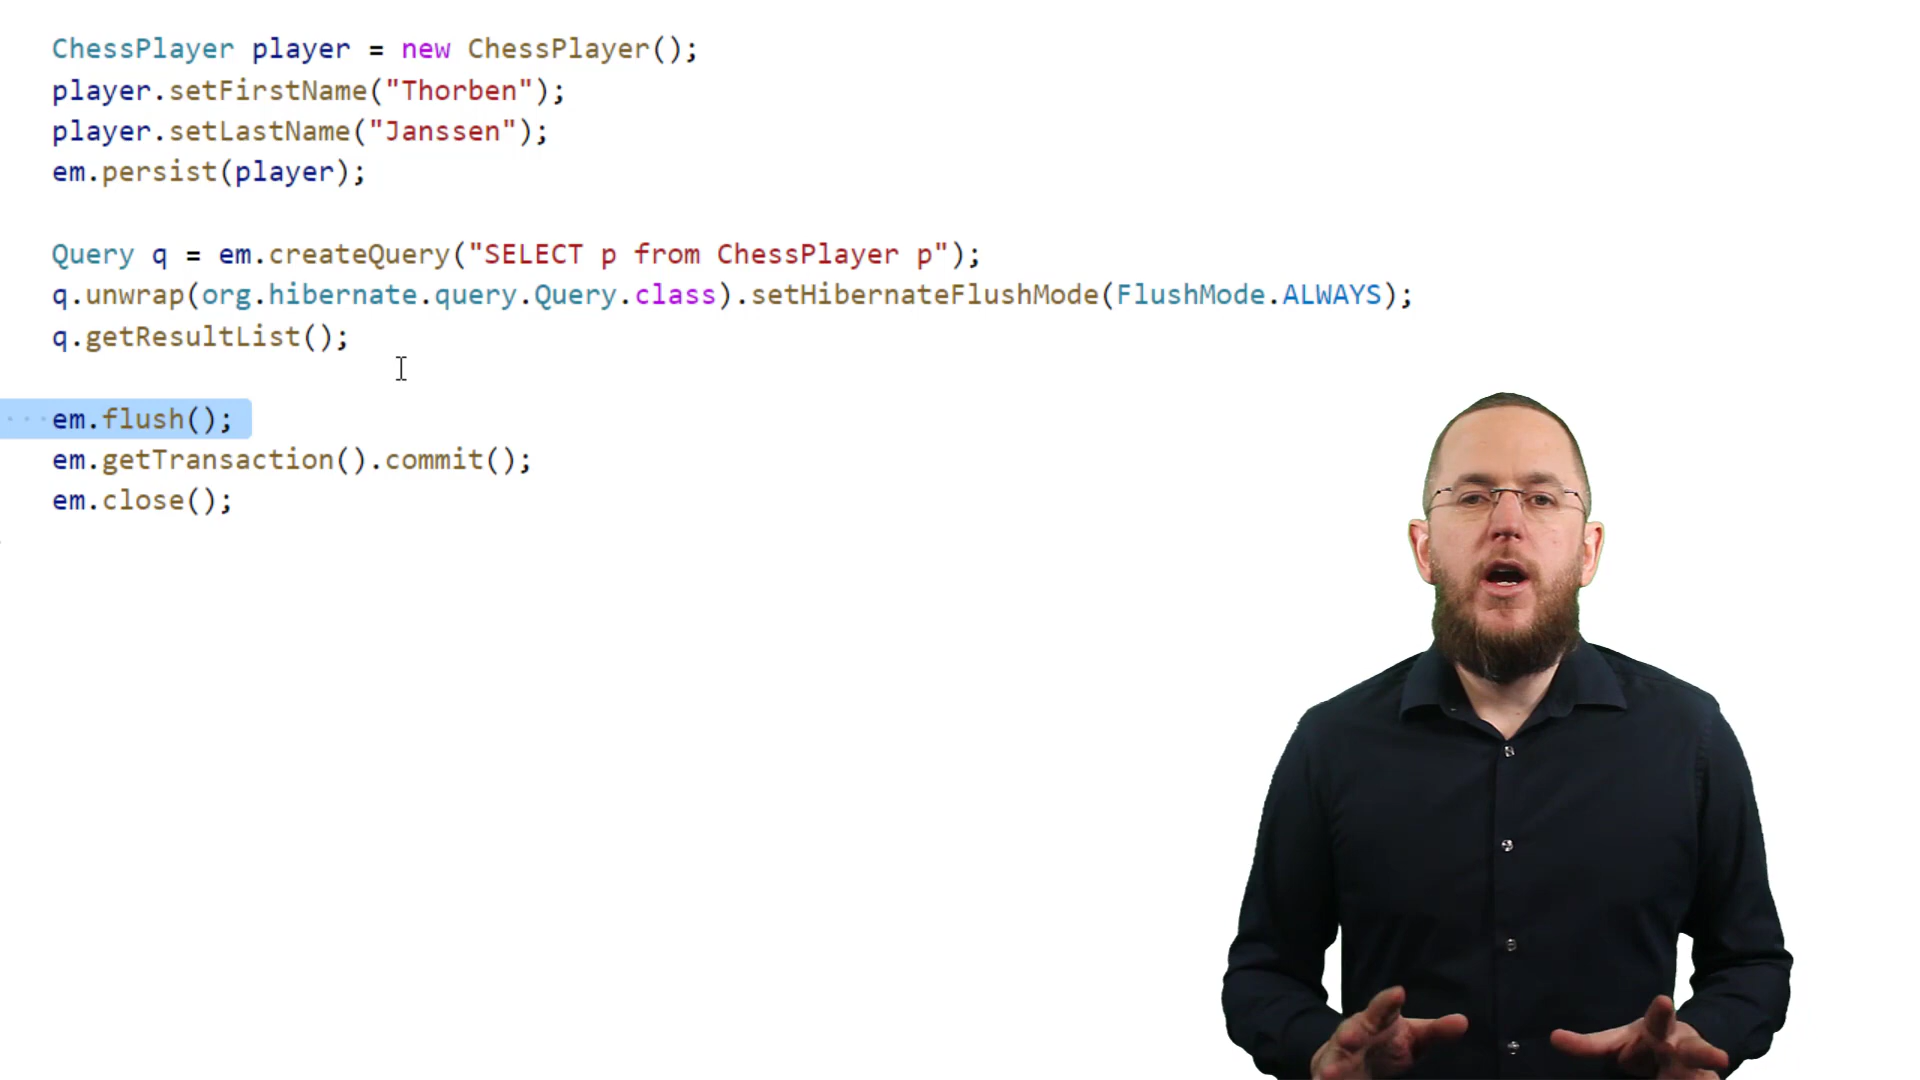 ChessPlayer player = new ChessPlayer();
player.setFirstName("Thorben");
player.setLastName("Janssen");
em.persist(player);
Query q = em.createQuery("SELECT p from ChessPlayer p");
q.unwrap(org.hibernate.query.Query.class).setHibernateFlushMode(FlushMode.ALWAYS);
q.getResultList();
em.flush();
em.getTransaction().commit();
em.close();